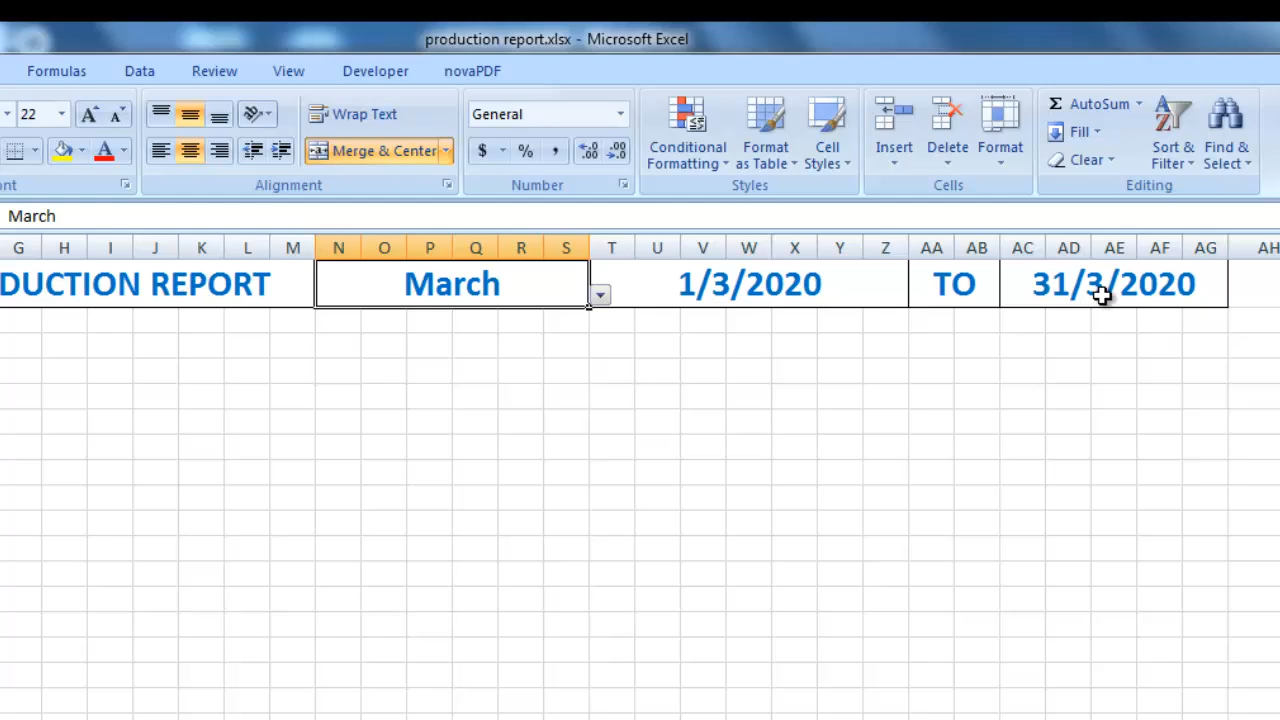 production report.xlsx - Microsoft Excel
Formulas Data Review View Developer novaPDF
22 A A Wrap Text General Conditional Formatting Format as Table Cell Styles Insert Delete Format Σ AutoSum Sort & Filter Find & Select
A Merge & Center $ % , .00 .00 Fill
Clear
ont Alignment Number Styles Cells Editing
March
G H I J K L M N O P Q R S T U V W X Y Z AA AB AC AD AE AF AG AH
DUCTION REPORT March 1/3/2020 TO 31/3/2020